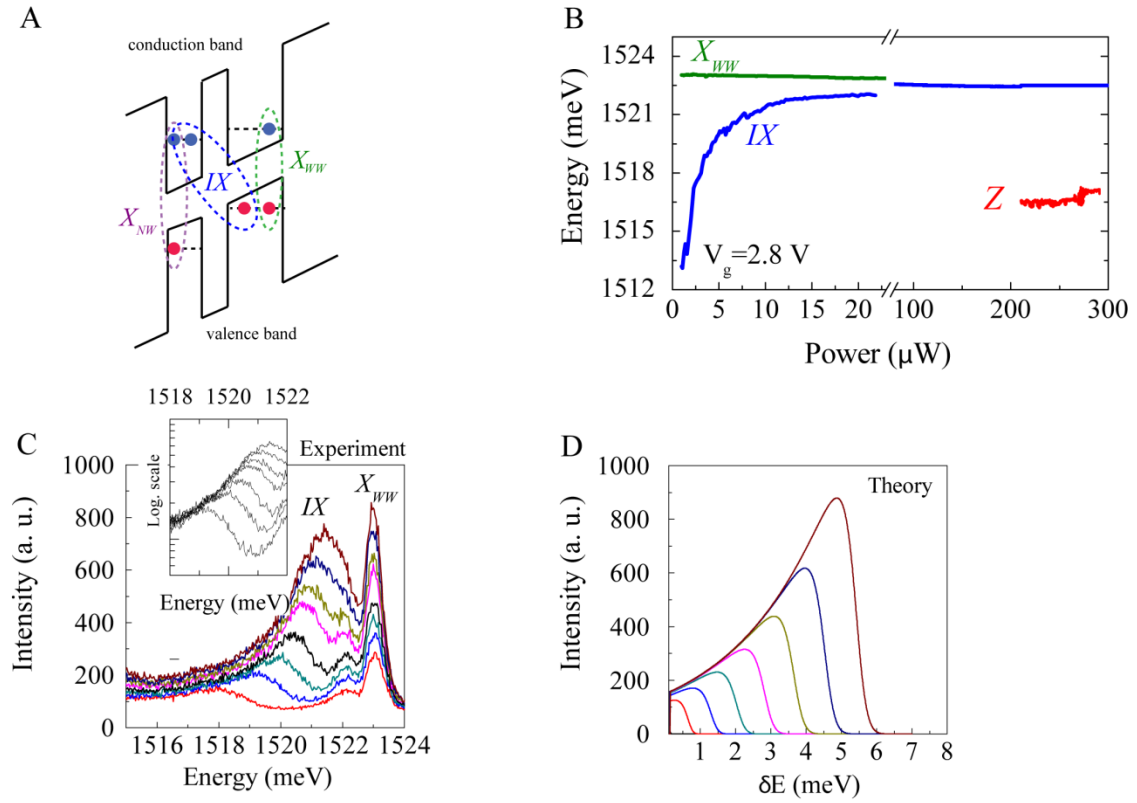 A
conduction band
X_NW
IX
X_WW
valence band
B
Energy (meV)
1524
1521
1518
1515
1512
X_WW
IX
Z
V_g=2.8 V
0 5 10 15 20 100 200 300
Power (μW)
C
1518 1520 1522
Log. scale
Energy (meV)
Experiment
IX
X_WW
Intensity (a. u.)
1000
800
600
400
200
0
1516 1518 1520 1522 1524
Energy (meV)
D
Theory
Intensity (a. u.)
1000
800
600
400
200
0
1 2 3 4 5 6 7 8
δE (meV)